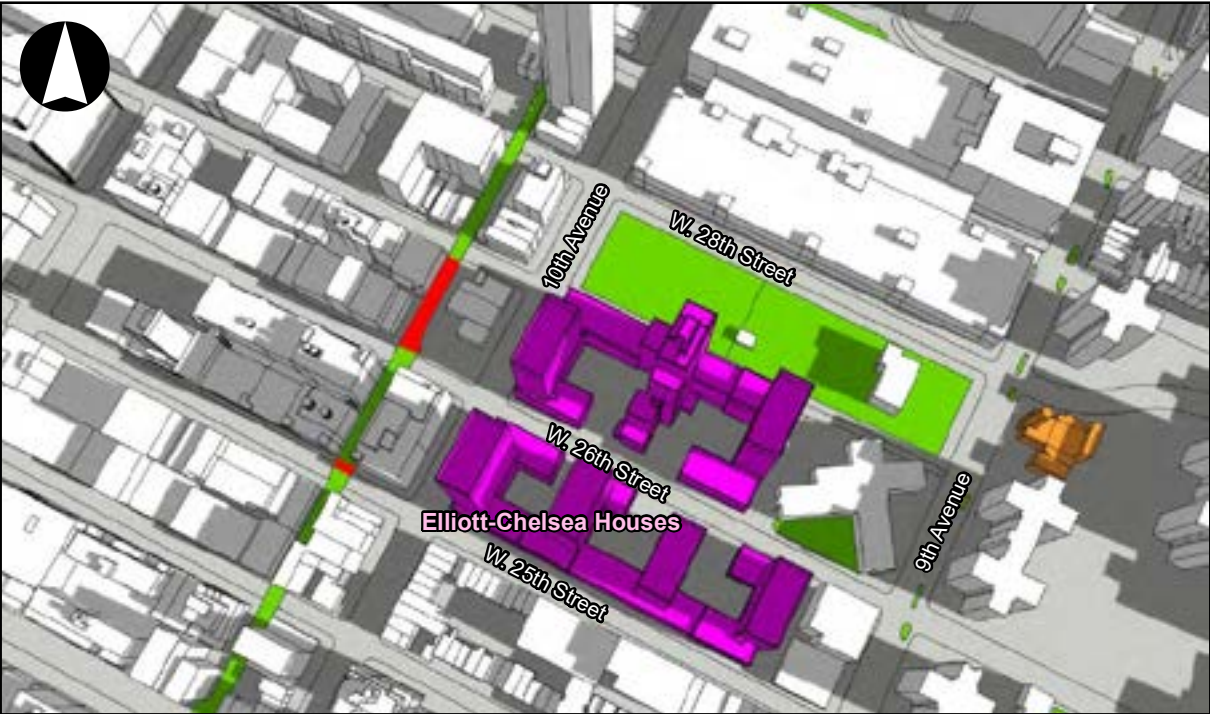 10th Avenue
W. 28th Street
W. 26th Street
Elliott-Chelsea Houses
W. 25th Street
9th Avenue